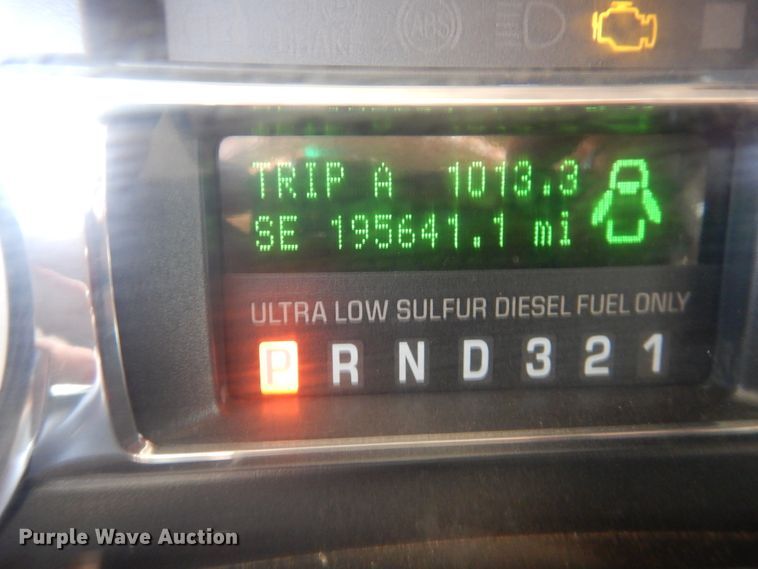 ABS
TRIP A 1013.3
SE 195641.1 mi
ULTRA LOW SULFUR DIESEL FUEL ONLY
P R N D 3 2 1
Purple Wave Auction